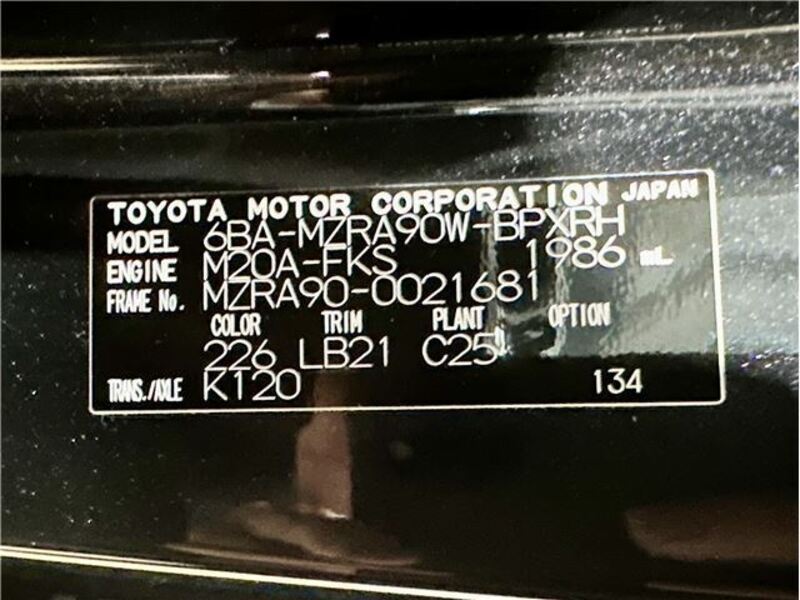 TOYOTA MOTOR CORPORATION JAPAN
MODEL 6BA-MZRA90W-BPXRH
ENGINE M20A-FKS 1986 mL
FRAME No. MZRA90-0021681
COLOR TRIM PLANT OPTION
226 LB21 C25
TRANS./AXLE K120 134